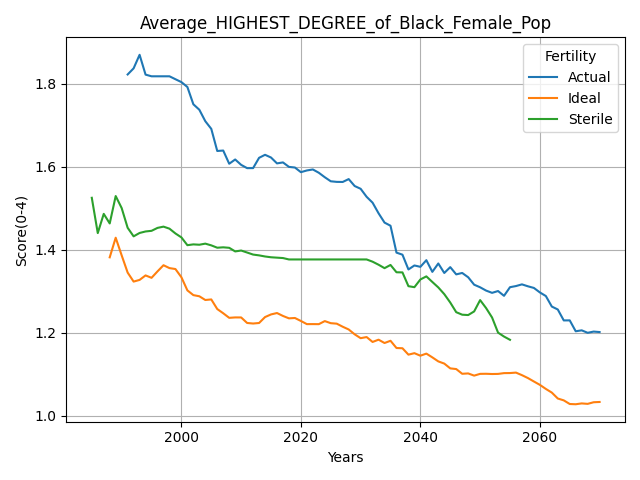 Average_HIGHEST_DEGREE_of_Black_Female_Pop
Fertility
Actual
Ideal
Sterile
Score(0-4)
1.8
1.6
1.4
1.2
1.0
2000
2020
2040
2060
Years